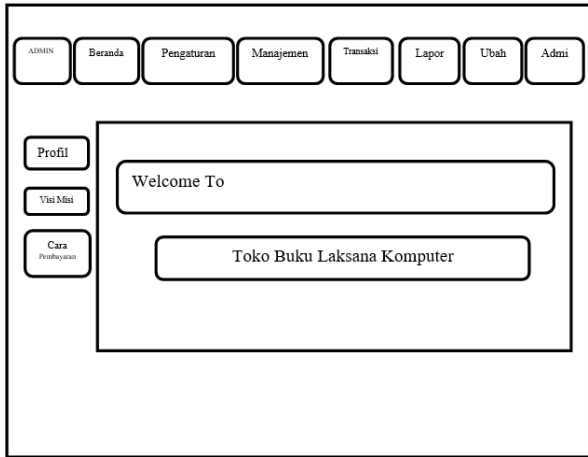 ADMIN Beranda Pengaturan Manajemen Transaksi Lapor Ubah Admi
Profil
Visi Misi
Cara
Pembayaran
Welcome To
Toko Buku Laksana Komputer